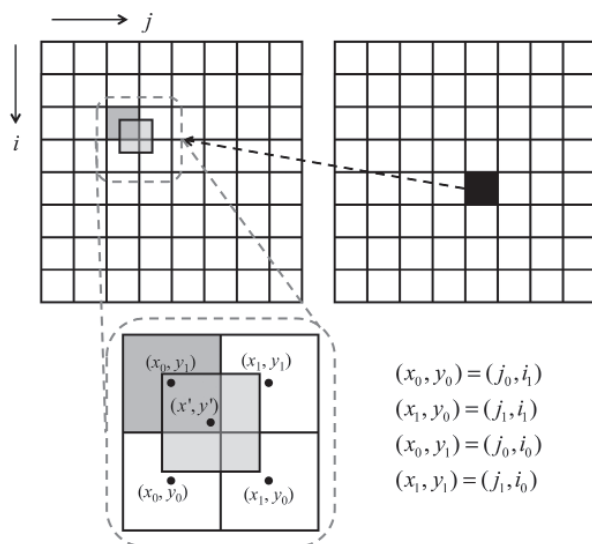 j
i
(x₀, y₁) (x₁, y₁)
(x', y')
(x₀, y₀) (x₁, y₀)
(x₀, y₀) = (j₀, i₁)
(x₁, y₀) = (j₁, i₁)
(x₀, y₁) = (j₀, i₀)
(x₁, y₁) = (j₁, i₀)